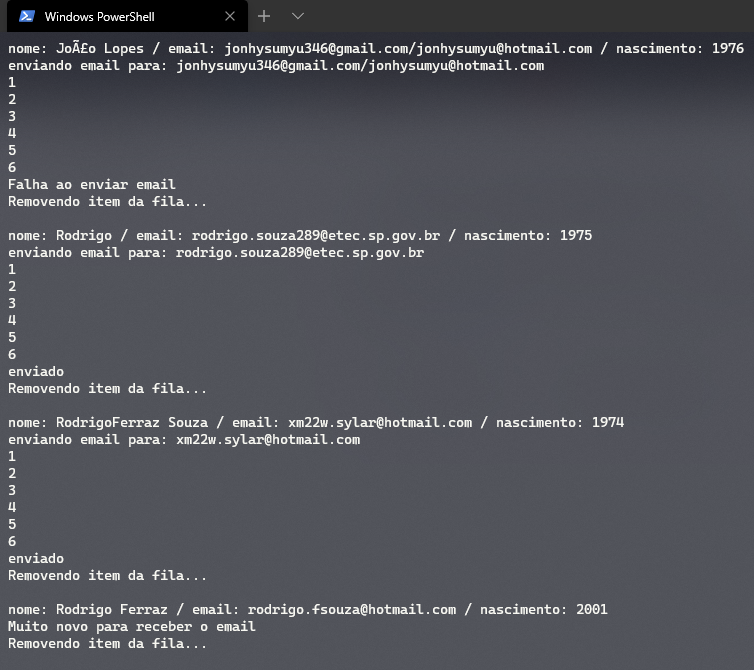 Windows PowerShell
nome: JoÃ£o Lopes / email: jonhysumyu346@gmail.com/jonhysumyu@hotmail.com / nascimento: 1976
enviando email para: jonhysumyu346@gmail.com/jonhysumyu@hotmail.com
1
2
3
4
5
6
Falha ao enviar email
Removendo item da fila...
nome: Rodrigo / email: rodrigo.souza289@etec.sp.gov.br / nascimento: 1975
enviando email para: rodrigo.souza289@etec.sp.gov.br
1
2
3
4
5
6
enviado
Removendo item da fila...
nome: RodrigoFerraz Souza / email: xm22w.sylar@hotmail.com / nascimento: 1974
enviando email para: xm22w.sylar@hotmail.com
1
2
3
4
5
6
enviado
Removendo item da fila...
nome: Rodrigo Ferraz / email: rodrigo.fsouza@hotmail.com / nascimento: 2001
Muito novo para receber o email
Removendo item da fila...